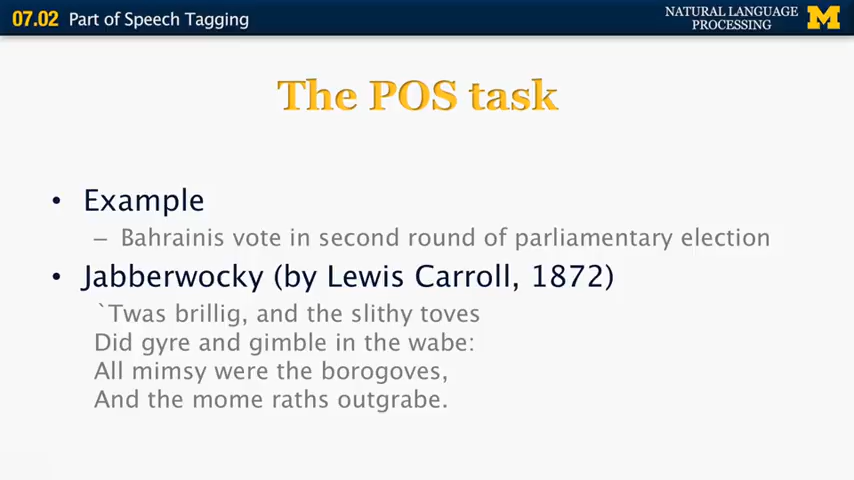 07.02 Part of Speech Tagging
NATURAL LANGUAGE
PROCESSING
M
The POS task
• Example
– Bahrainis vote in second round of parliamentary election
• Jabberwocky (by Lewis Carroll, 1872)
`Twas brillig, and the slithy toves
Did gyre and gimble in the wabe:
All mimsy were the borogoves,
And the mome raths outgrabe.